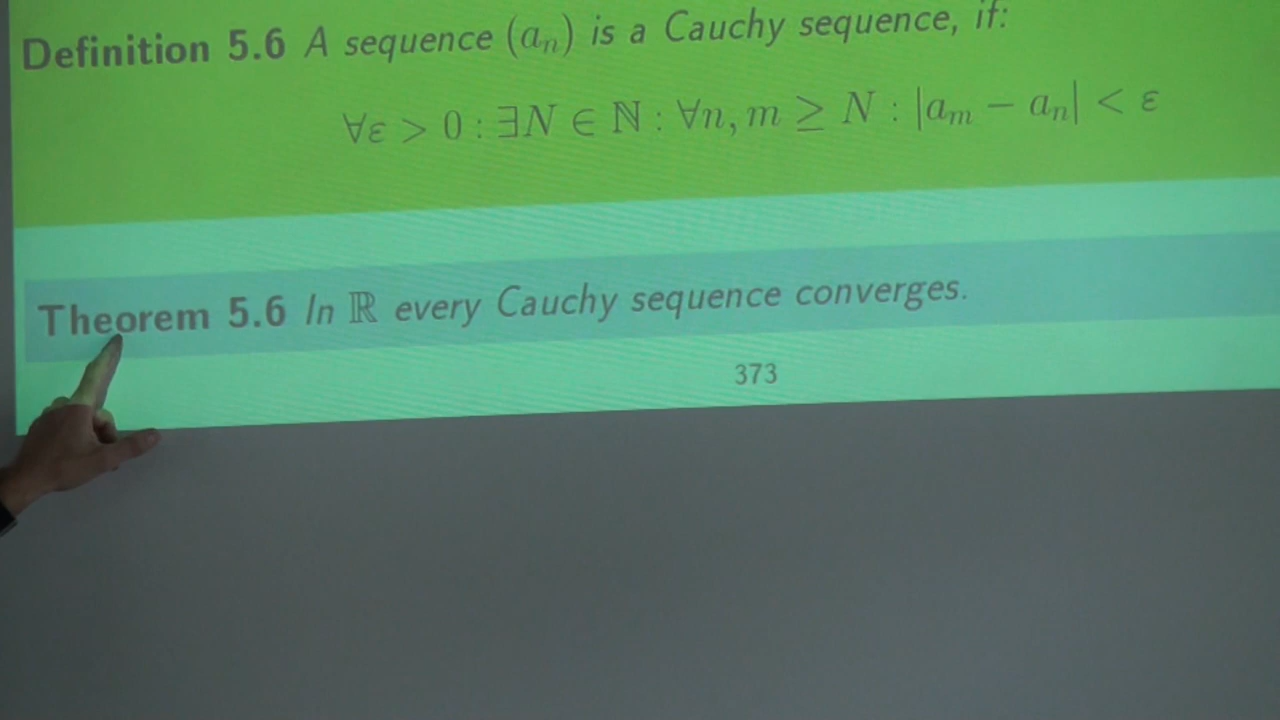 Definition 5.6 A sequence (aₙ) is a Cauchy sequence, if:
∀ε > 0 : ∃N ∈ ℕ : ∀n, m ≥ N : |aₘ − aₙ| < ε
Theorem 5.6 In ℝ every Cauchy sequence converges.
373